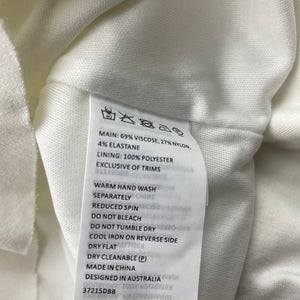 MAIN: 69% VISCOSE, 27% NYLON,
4% ELASTANE
LINING: 100% POLYESTER
EXCLUSIVE OF TRIMS
WARM HAND WASH
SEPARATELY
REDUCED SPIN
DO NOT BLEACH
DO NOT TUMBLE DRY
COOL IRON ON REVERSE SIDE
DRY FLAT
DRY CLEANABLE (P)
MADE IN CHINA
DESIGNED IN AUSTRALIA
37215DBB